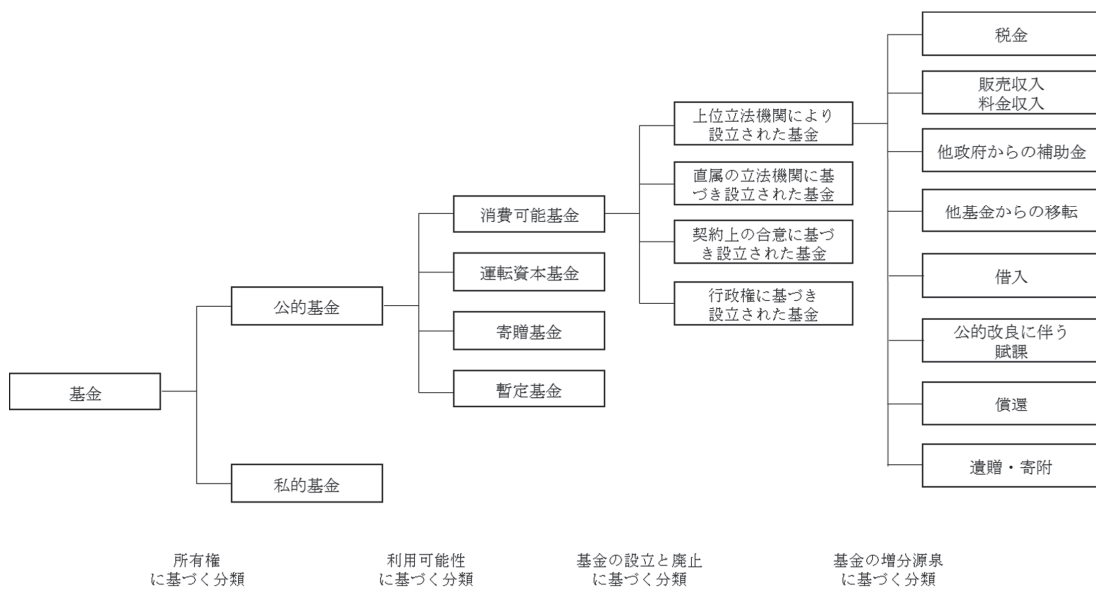 基金
公的基金
私的基金
消費可能基金
運転資本基金
寄贈基金
暫定基金
上位立法機関により
設立された基金
直属の立法機関に基
づき設立された基金
契約上の合意に基づ
き設立された基金
行政権に基づき
設立された基金
税金
販売収入
料金収入
他政府からの補助金
他基金からの移転
借入
公的改良に伴う
賦課
償還
遺贈・寄附
所有権
に基づく分類
利用可能性
に基づく分類
基金の設立と廃止
に基づく分類
基金の増分源泉
に基づく分類